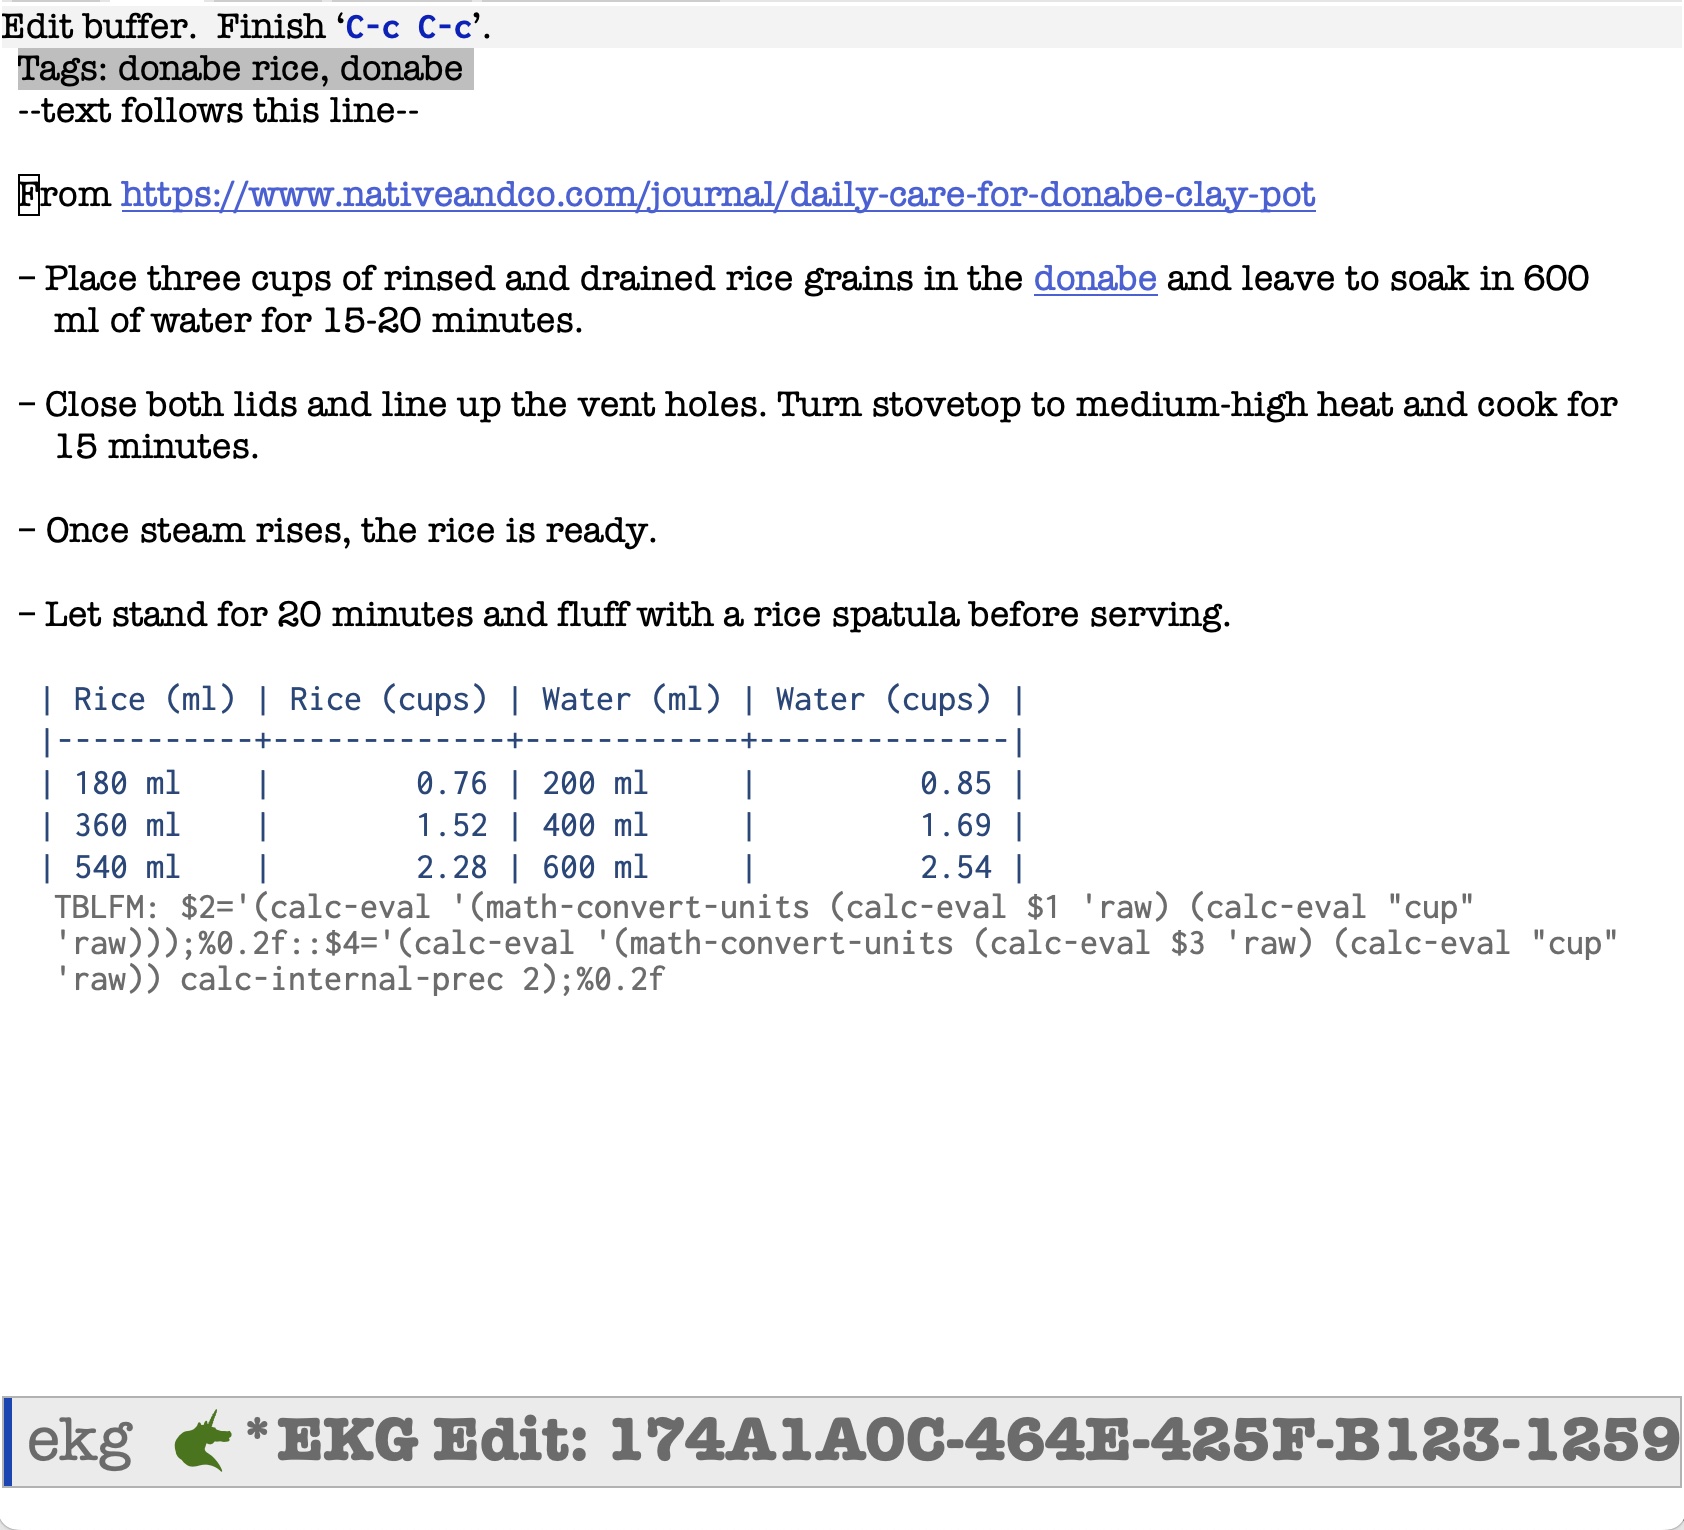 Edit buffer.  Finish ‘C-c C-c’.
Tags: donabe rice, donabe
--text follows this line--
From https://www.nativeandco.com/journal/daily-care-for-donabe-clay-pot
– Place three cups of rinsed and drained rice grains in the donabe and leave to soak in 600
ml of water for 15-20 minutes.
– Close both lids and line up the vent holes. Turn stovetop to medium-high heat and cook for
15 minutes.
– Once steam rises, the rice is ready.
– Let stand for 20 minutes and fluff with a rice spatula before serving.
| Rice (ml) | Rice (cups) | Water (ml) | Water (cups) |
|-----------+-------------+------------+--------------|
| 180 ml    |        0.76 | 200 ml     |         0.85 |
| 360 ml    |        1.52 | 400 ml     |         1.69 |
| 540 ml    |        2.28 | 600 ml     |         2.54 |
TBLFM: $2='(calc-eval '(math-convert-units (calc-eval $1 'raw) (calc-eval "cup"
'raw)));%0.2f::$4='(calc-eval '(math-convert-units (calc-eval $3 'raw) (calc-eval "cup"
'raw)) calc-internal-prec 2);%0.2f
ekg *EKG Edit: 174A1A0C-464E-425F-B123-1259